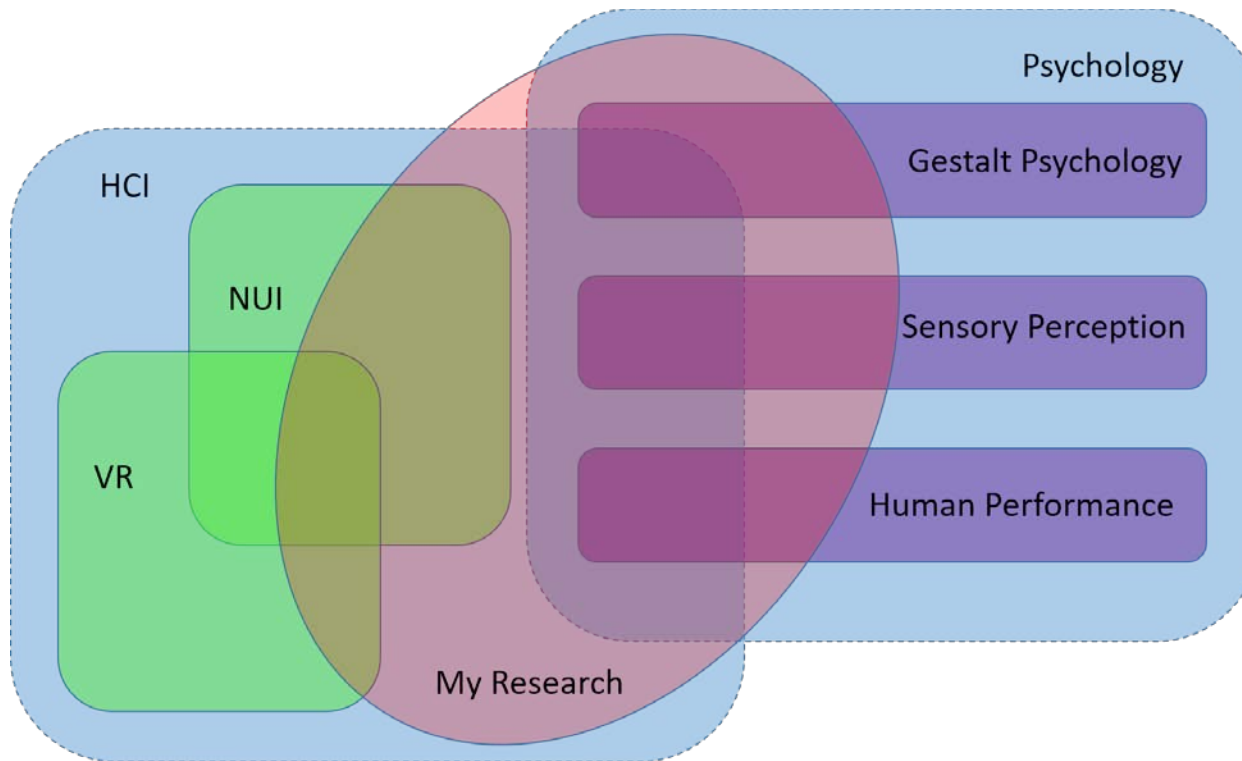 Psychology
Gestalt Psychology
HCI
NUI
Sensory Perception
VR
Human Performance
My Research